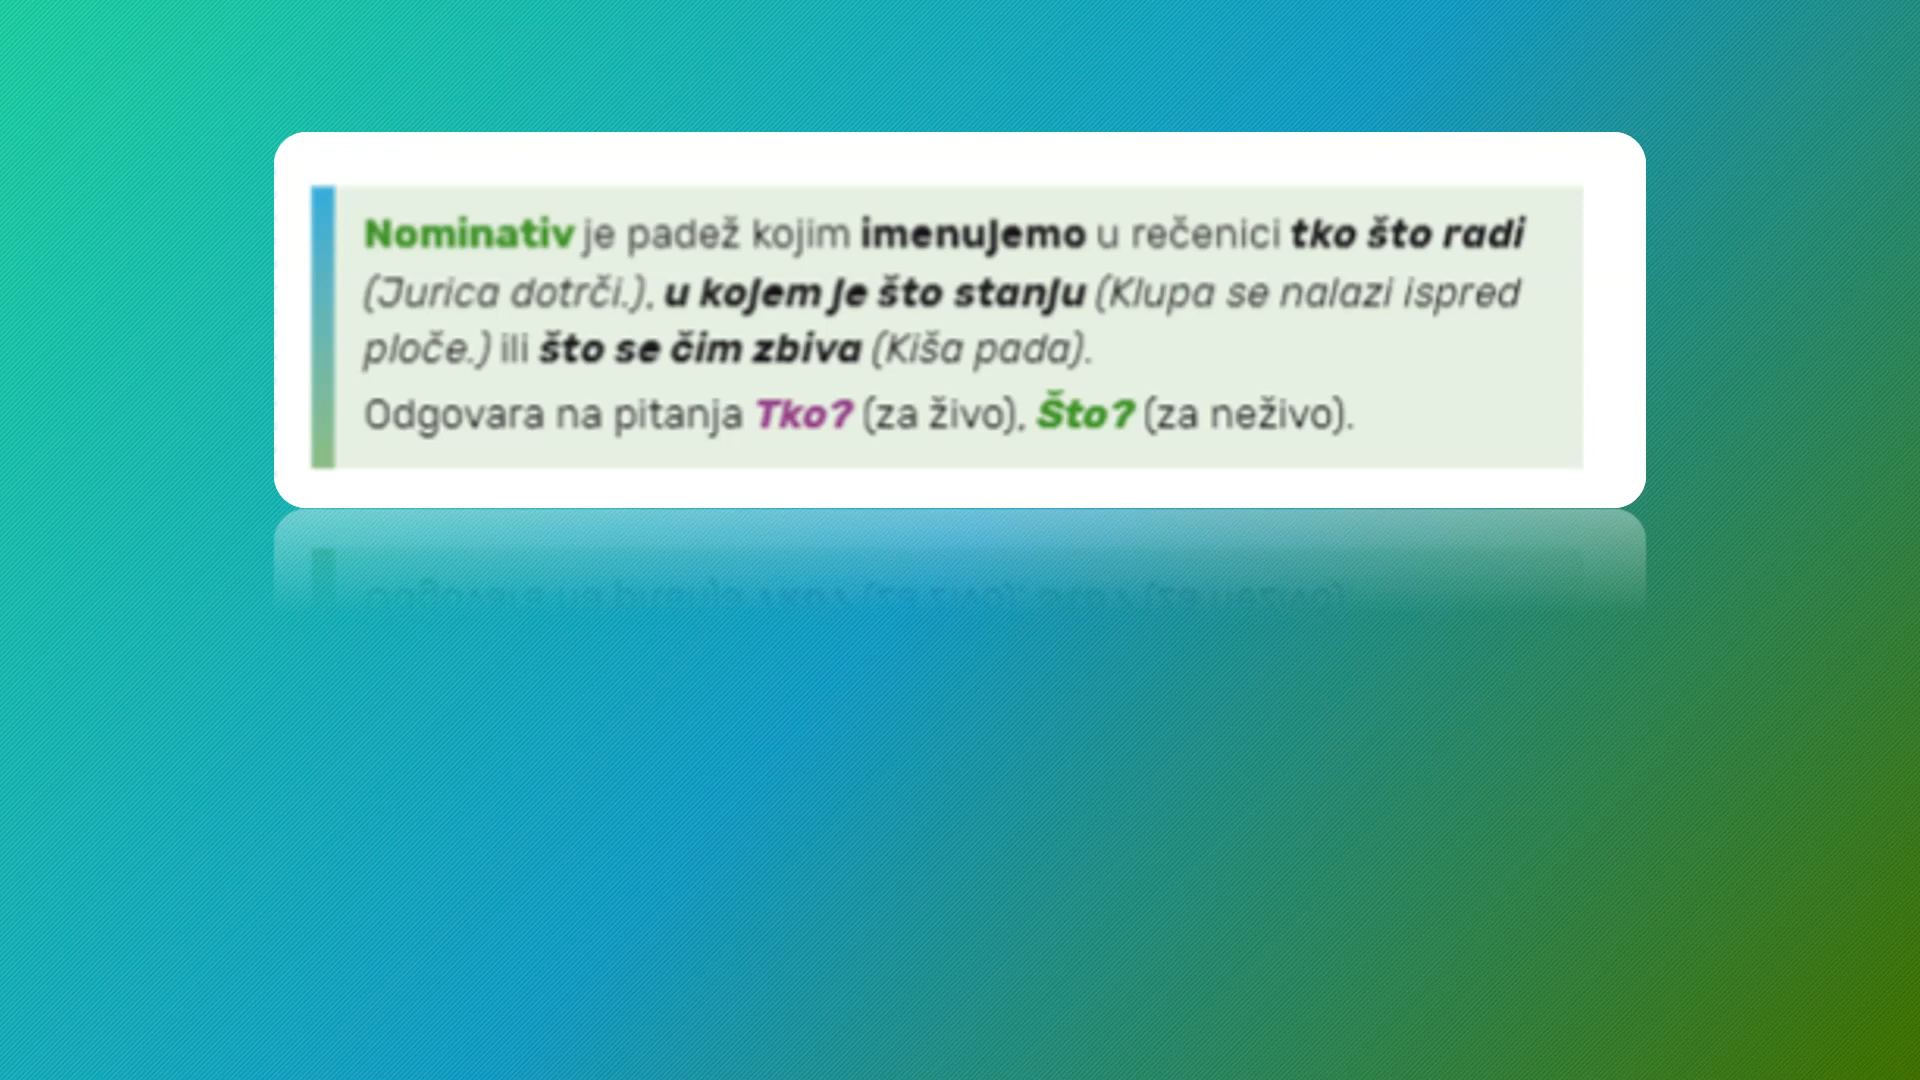 Nominativ je padež kojim imenujemo u rečenici tko što radi
(Jurica dotrči.), u kojem je što stanju (Klupa se nalazi ispred
ploče.) ili što se čim zbiva (Kiša pada).
Odgovara na pitanja Tko? (za živo), Što? (za neživo).